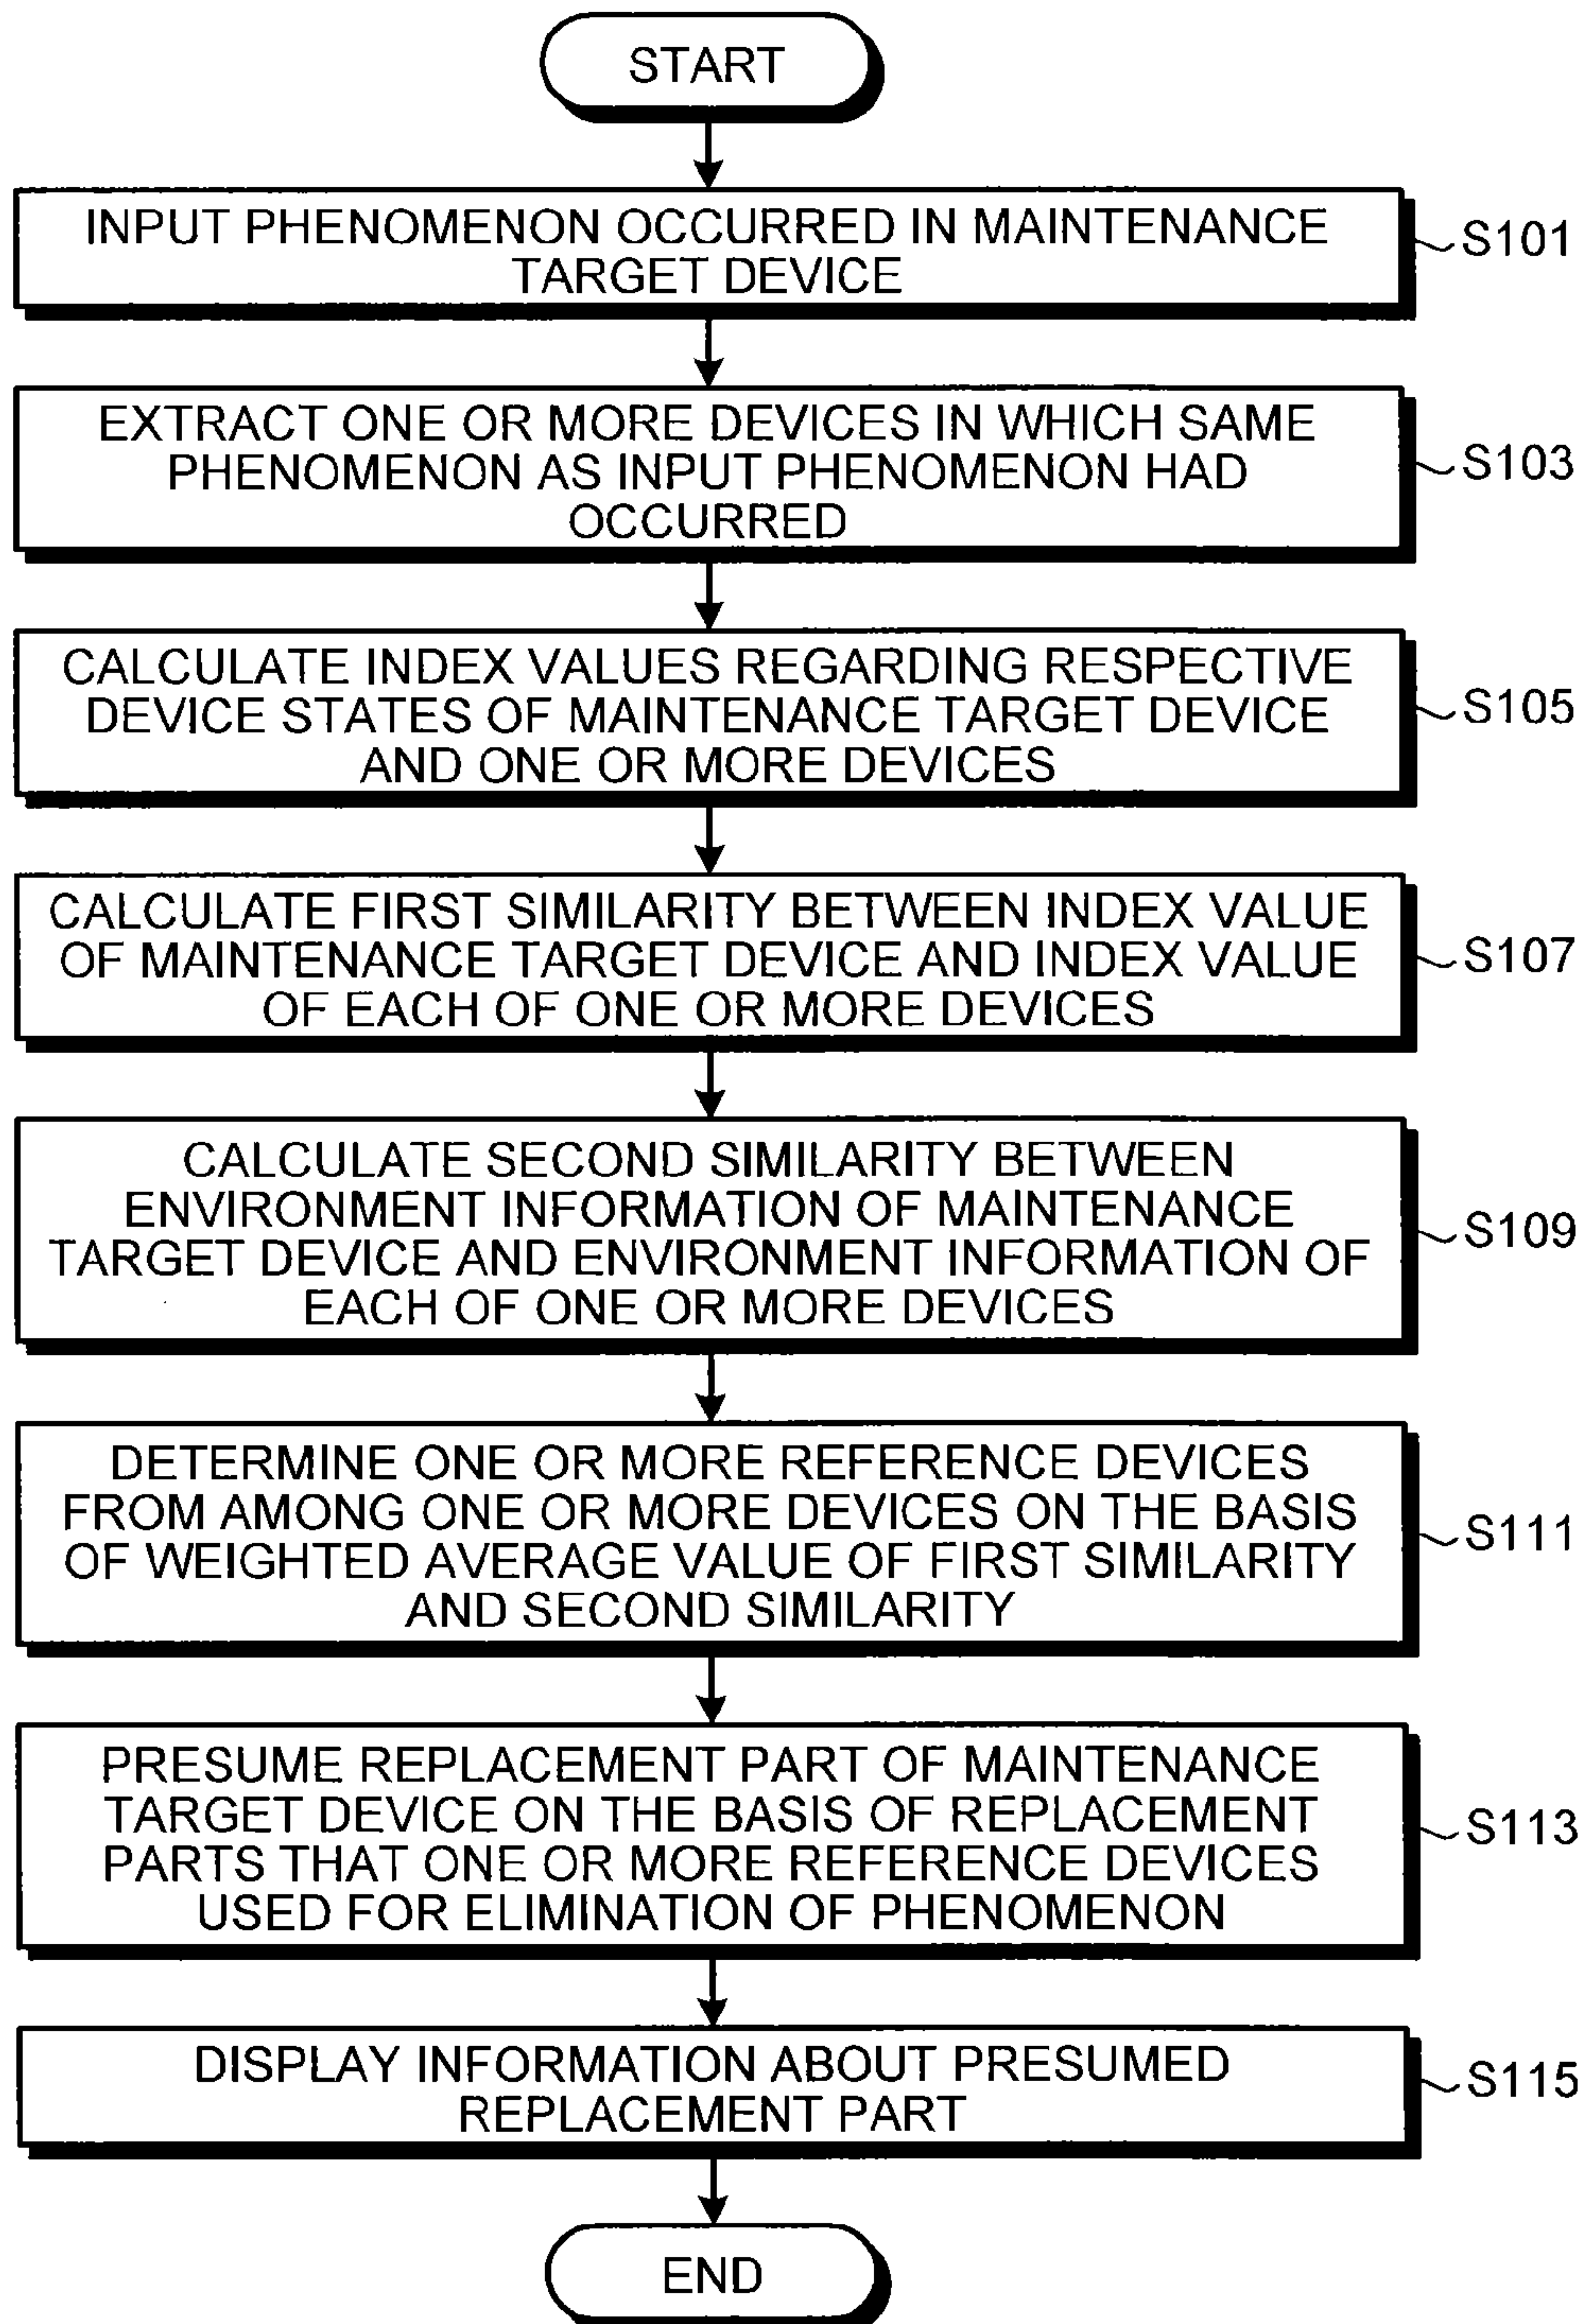 START
INPUT PHENOMENON OCCURRED IN MAINTENANCE
TARGET DEVICE
S101
EXTRACT ONE OR MORE DEVICES IN WHICH SAME
PHENOMENON AS INPUT PHENOMENON HAD
OCCURRED
S103
CALCULATE INDEX VALUES REGARDING RESPECTIVE
DEVICE STATES OF MAINTENANCE TARGET DEVICE
AND ONE OR MORE DEVICES
S105
CALCULATE FIRST SIMILARITY BETWEEN INDEX VALUE
OF MAINTENANCE TARGET DEVICE AND INDEX VALUE
OF EACH OF ONE OR MORE DEVICES
S107
CALCULATE SECOND SIMILARITY BETWEEN
ENVIRONMENT INFORMATION OF MAINTENANCE
TARGET DEVICE AND ENVIRONMENT INFORMATION OF
EACH OF ONE OR MORE DEVICES
S109
DETERMINE ONE OR MORE REFERENCE DEVICES
FROM AMONG ONE OR MORE DEVICES ON THE BASIS
OF WEIGHTED AVERAGE VALUE OF FIRST SIMILARITY
AND SECOND SIMILARITY
S111
PRESUME REPLACEMENT PART OF MAINTENANCE
TARGET DEVICE ON THE BASIS OF REPLACEMENT
PARTS THAT ONE OR MORE REFERENCE DEVICES
USED FOR ELIMINATION OF PHENOMENON
S113
DISPLAY INFORMATION ABOUT PRESUMED
REPLACEMENT PART
S115
END